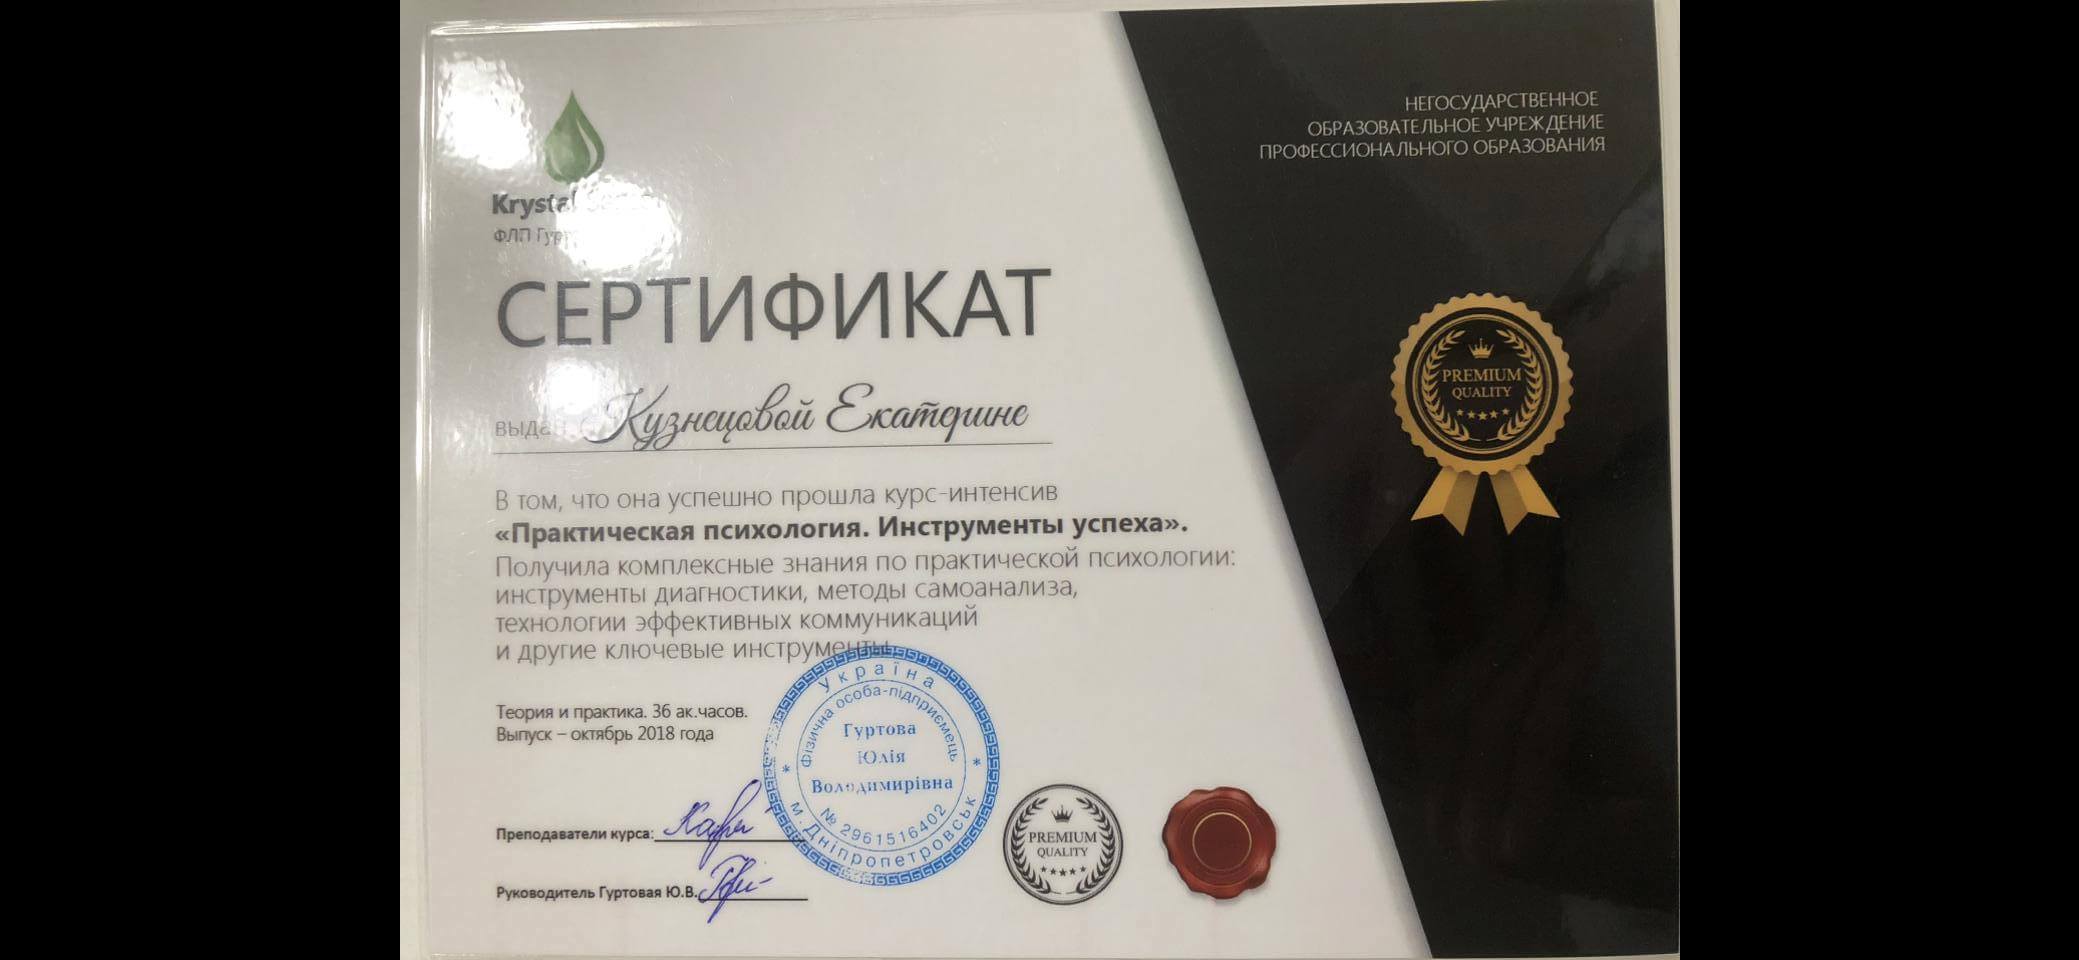 НЕГОСУДАРСТВЕННОЕ
ОБРАЗОВАТЕЛЬНОЕ УЧРЕЖДЕНИЕ
ПРОФЕССИОНАЛЬНОГО ОБРАЗОВАНИЯ
ФЛП
СЕРТИФИКАТ
Кузнецовой Екатерине
В том, что она успешно прошла курс-интенсив
«Практическая психология. Инструменты успеха».
Получила комплексные знания по практической психологии:
инструменты диагностики, методы самоанализа,
технологии эффективных коммуникаций
и другие ключевые инструменты
Теория и практика. 36 ак.часов.
Выпуск – октябрь 2018 года
Преподаватели курса:
Руководитель Гуртовая Ю.В.
Україна
Фізична особа-підприємець
Гуртова
Юлія
Володимирівна
№ 2961516402
м.Дніпропетровськ
PREMIUM
QUALITY
PREMIUM
QUALITY